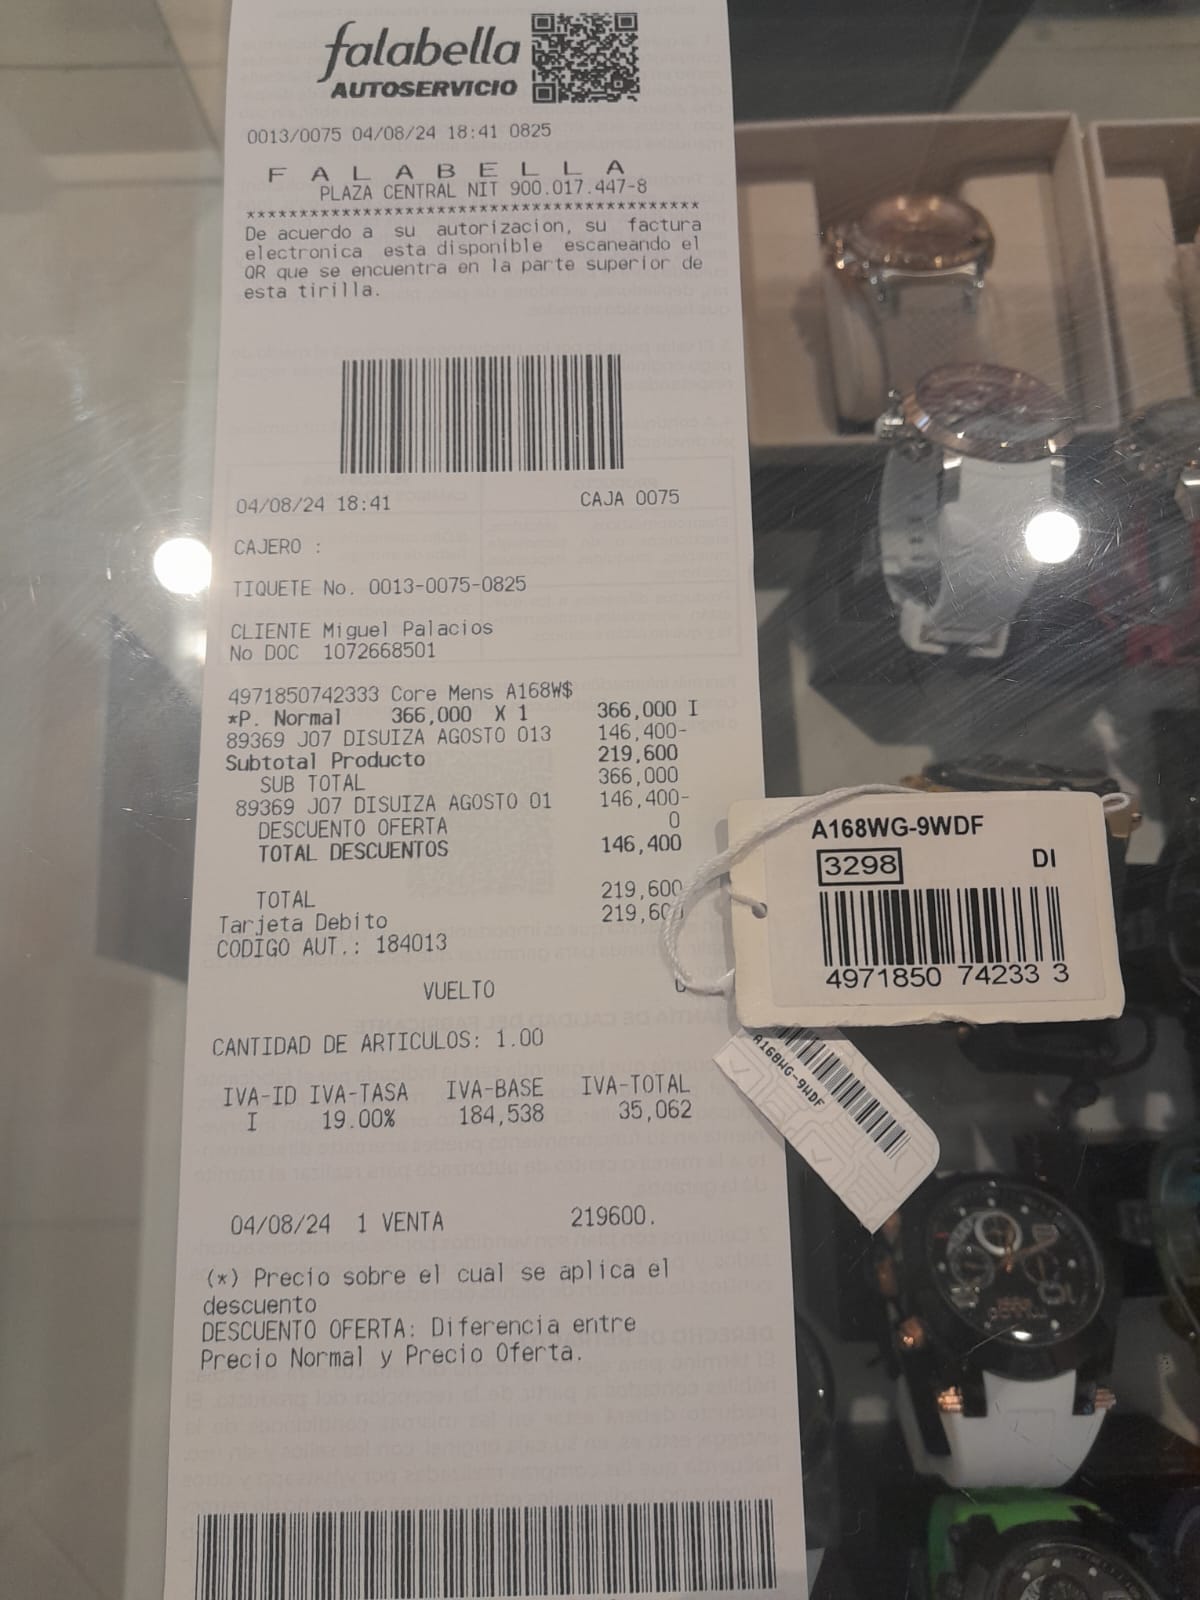 falabella
AUTOSERVICIO
0013/0075 04/08/24 18:41 0825
F A L A B E L L A
PLAZA CENTRAL NIT 900.017.447-8
*******************************************
De acuerdo a su autorizacion, su factura
electronica esta disponible escaneando el
QR que se encuentra en la parte superior de
esta tirilla.
04/08/24 18:41 CAJA 0075
CAJERO :
TIQUETE No. 0013-0075-0825
CLIENTE Miguel Palacios
No DOC 1072668501
4971850742333 Core Mens A168W$
*P. Normal 366,000 X 1 366,000 I
89369 J07 DISUIZA AGOSTO 013 146,400-
Subtotal Producto 219,600
SUB TOTAL 366,000
89369 J07 DISUIZA AGOSTO 01 146,400-
DESCUENTO OFERTA 0
TOTAL DESCUENTOS 146,400
TOTAL 219,600
Tarjeta Debito 219,600
CODIGO AUT.: 184013
VUELTO 0
CANTIDAD DE ARTICULOS: 1.00
IVA-ID IVA-TASA IVA-BASE IVA-TOTAL
I 19.00% 184,538 35,062
04/08/24 1 VENTA 219600.
(*) Precio sobre el cual se aplica el
descuento
DESCUENTO OFERTA: Diferencia entre
Precio Normal y Precio Oferta.
A168WG-9WDF
3298 DI
4971850 74233 3
A168WG-9WDF